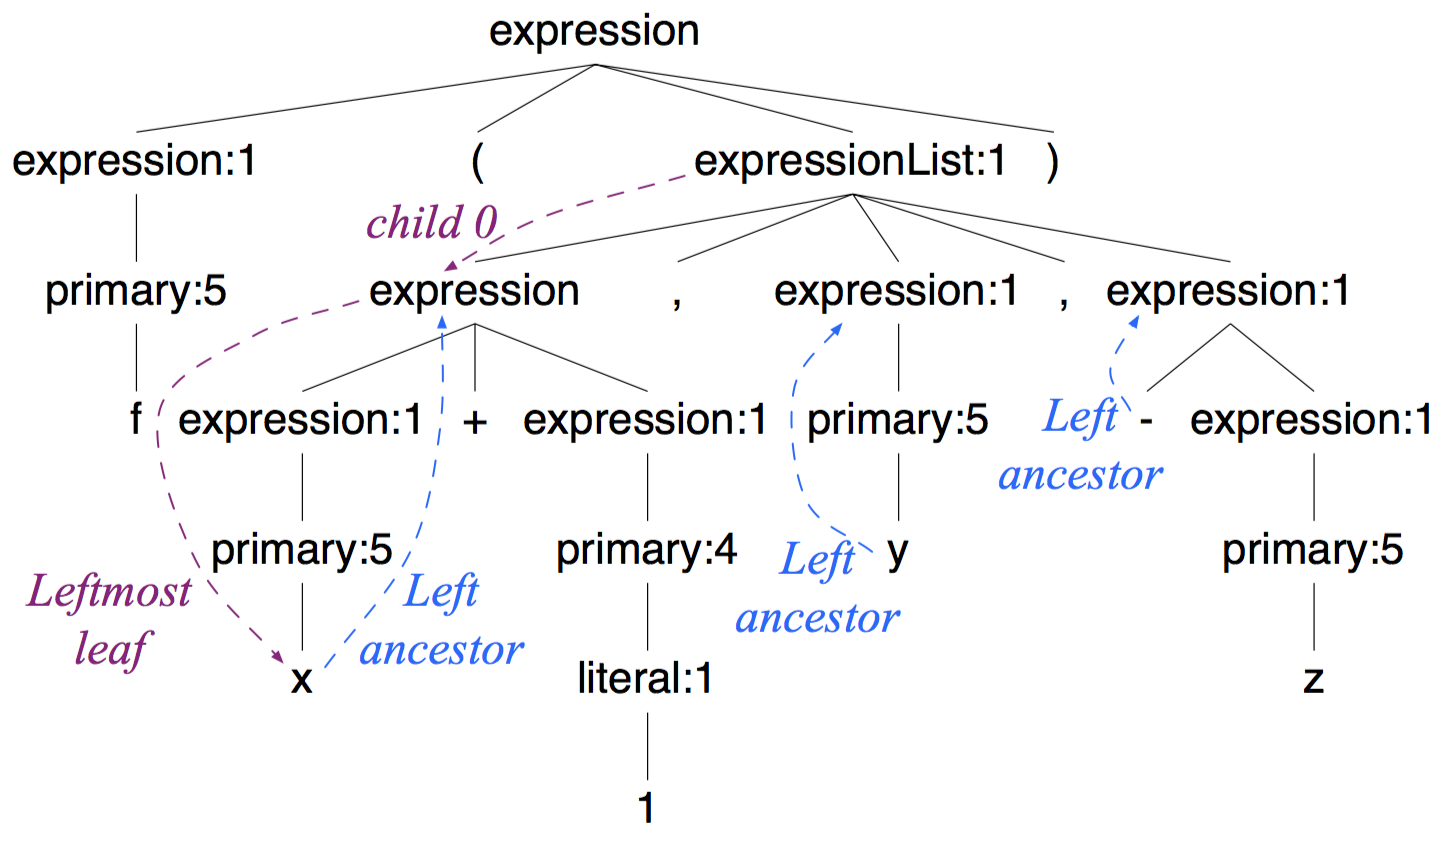 expression
expression:1 ( expressionList:1 )
child 0
primary:5 expression , expression:1 , expression:1
f expression:1 + expression:1 primary:5 Left - expression:1
ancestor
primary:5 primary:4 Left y primary:5
Leftmost Left ancestor
leaf ancestor
x literal:1 z
1